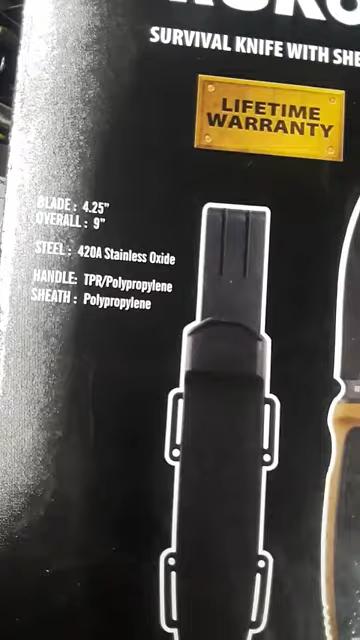 SURVIVAL KNIFE WITH SHE
LIFETIME
WARRANTY
BLADE : 4.25"
OVERALL : 9"
STEEL : 420A Stainless Oxide
HANDLE: TPR/Polypropylene
SHEATH : Polypropylene